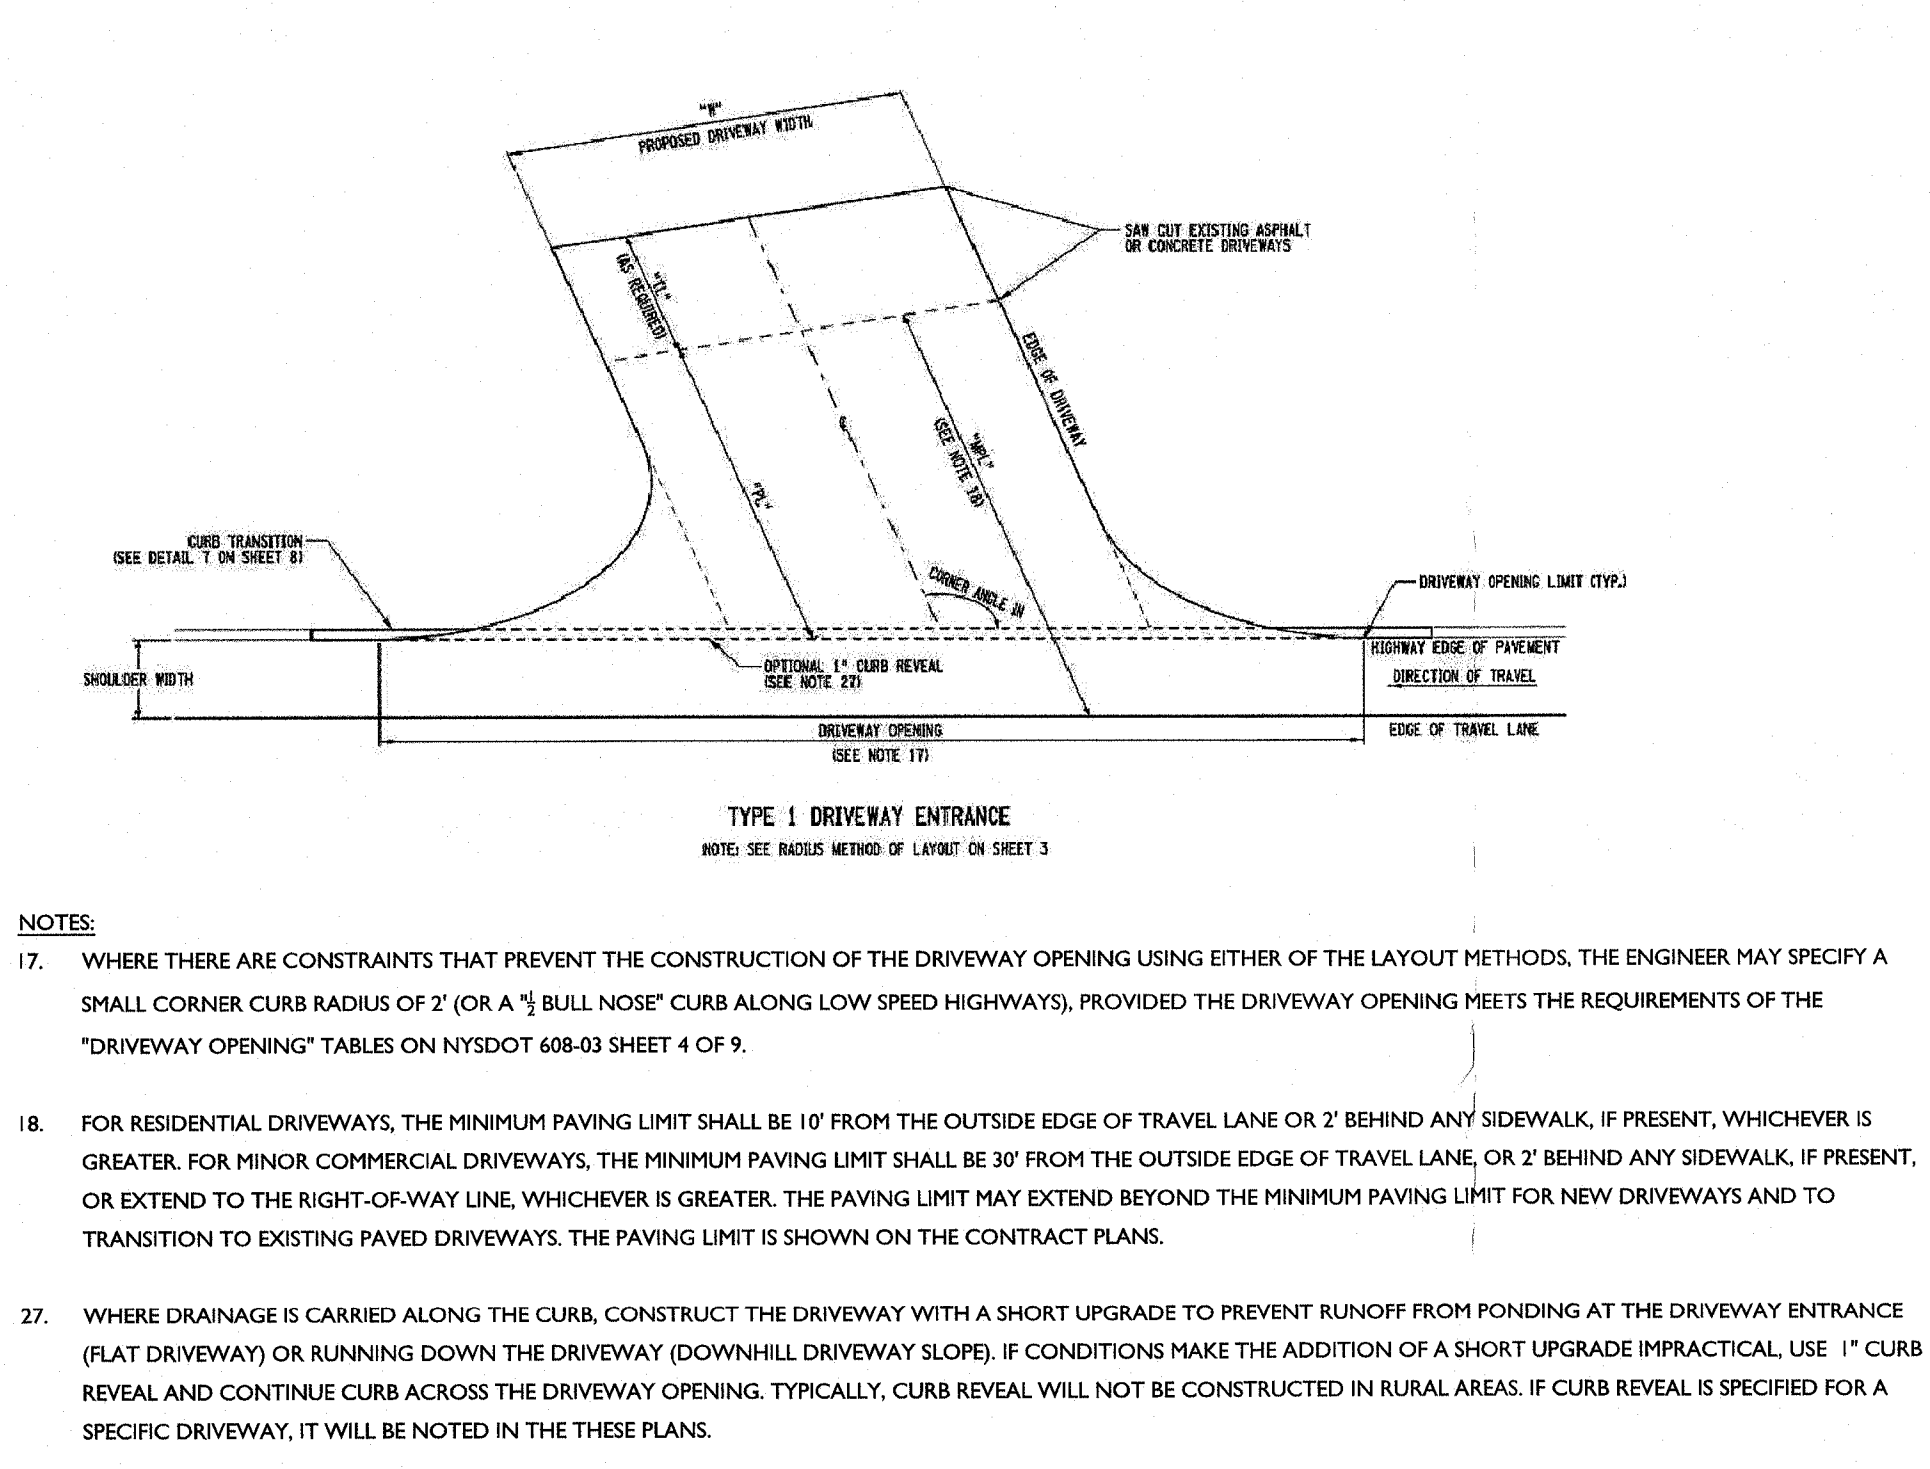 "W"
PROPOSED DRIVEWAY WIDTH
SAW CUT EXISTING ASPHALT
OR CONCRETE DRIVEWAYS
"TL"
(AS REQUIRED)
EDGE OF DRIVEWAY
℄
"MPL"
(SEE NOTE 18)
"PL"
CURB TRANSITION
(SEE DETAIL 7 ON SHEET 8)
CORNER ANGLE IN
DRIVEWAY OPENING LIMIT (TYP.)
HIGHWAY EDGE OF PAVEMENT
OPTIONAL 1" CURB REVEAL
(SEE NOTE 27)
SHOULDER WIDTH
DIRECTION OF TRAVEL
DRIVEWAY OPENING
(SEE NOTE 17)
EDGE OF TRAVEL LANE
TYPE 1 DRIVEWAY ENTRANCE
NOTE: SEE RADIUS METHOD OF LAYOUT ON SHEET 3
NOTES:
17. WHERE THERE ARE CONSTRAINTS THAT PREVENT THE CONSTRUCTION OF THE DRIVEWAY OPENING USING EITHER OF THE LAYOUT METHODS, THE ENGINEER MAY SPECIFY A
SMALL CORNER CURB RADIUS OF 2' (OR A "½ BULL NOSE" CURB ALONG LOW SPEED HIGHWAYS), PROVIDED THE DRIVEWAY OPENING MEETS THE REQUIREMENTS OF THE
"DRIVEWAY OPENING" TABLES ON NYSDOT 608-03 SHEET 4 OF 9.
18. FOR RESIDENTIAL DRIVEWAYS, THE MINIMUM PAVING LIMIT SHALL BE 10' FROM THE OUTSIDE EDGE OF TRAVEL LANE OR 2' BEHIND ANY SIDEWALK, IF PRESENT, WHICHEVER IS
GREATER. FOR MINOR COMMERCIAL DRIVEWAYS, THE MINIMUM PAVING LIMIT SHALL BE 30' FROM THE OUTSIDE EDGE OF TRAVEL LANE, OR 2' BEHIND ANY SIDEWALK, IF PRESENT,
OR EXTEND TO THE RIGHT-OF-WAY LINE, WHICHEVER IS GREATER. THE PAVING LIMIT MAY EXTEND BEYOND THE MINIMUM PAVING LIMIT FOR NEW DRIVEWAYS AND TO
TRANSITION TO EXISTING PAVED DRIVEWAYS. THE PAVING LIMIT IS SHOWN ON THE CONTRACT PLANS.
27. WHERE DRAINAGE IS CARRIED ALONG THE CURB, CONSTRUCT THE DRIVEWAY WITH A SHORT UPGRADE TO PREVENT RUNOFF FROM PONDING AT THE DRIVEWAY ENTRANCE
(FLAT DRIVEWAY) OR RUNNING DOWN THE DRIVEWAY (DOWNHILL DRIVEWAY SLOPE). IF CONDITIONS MAKE THE ADDITION OF A SHORT UPGRADE IMPRACTICAL, USE 1" CURB
REVEAL AND CONTINUE CURB ACROSS THE DRIVEWAY OPENING. TYPICALLY, CURB REVEAL WILL NOT BE CONSTRUCTED IN RURAL AREAS. IF CURB REVEAL IS SPECIFIED FOR A
SPECIFIC DRIVEWAY, IT WILL BE NOTED IN THE THESE PLANS.